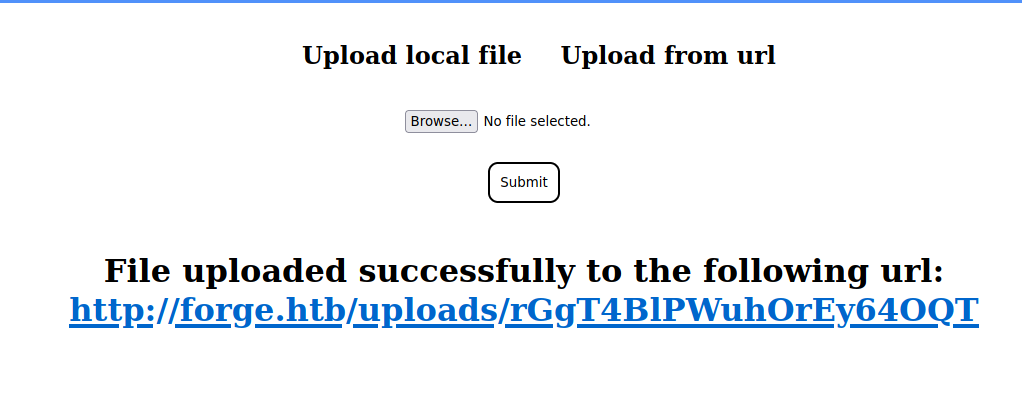 Upload local file Upload from url
Browse... No file selected.
Submit
File uploaded successfully to the following url:
http://forge.htb/uploads/rGgT4BlPWuhOrEy64OQT